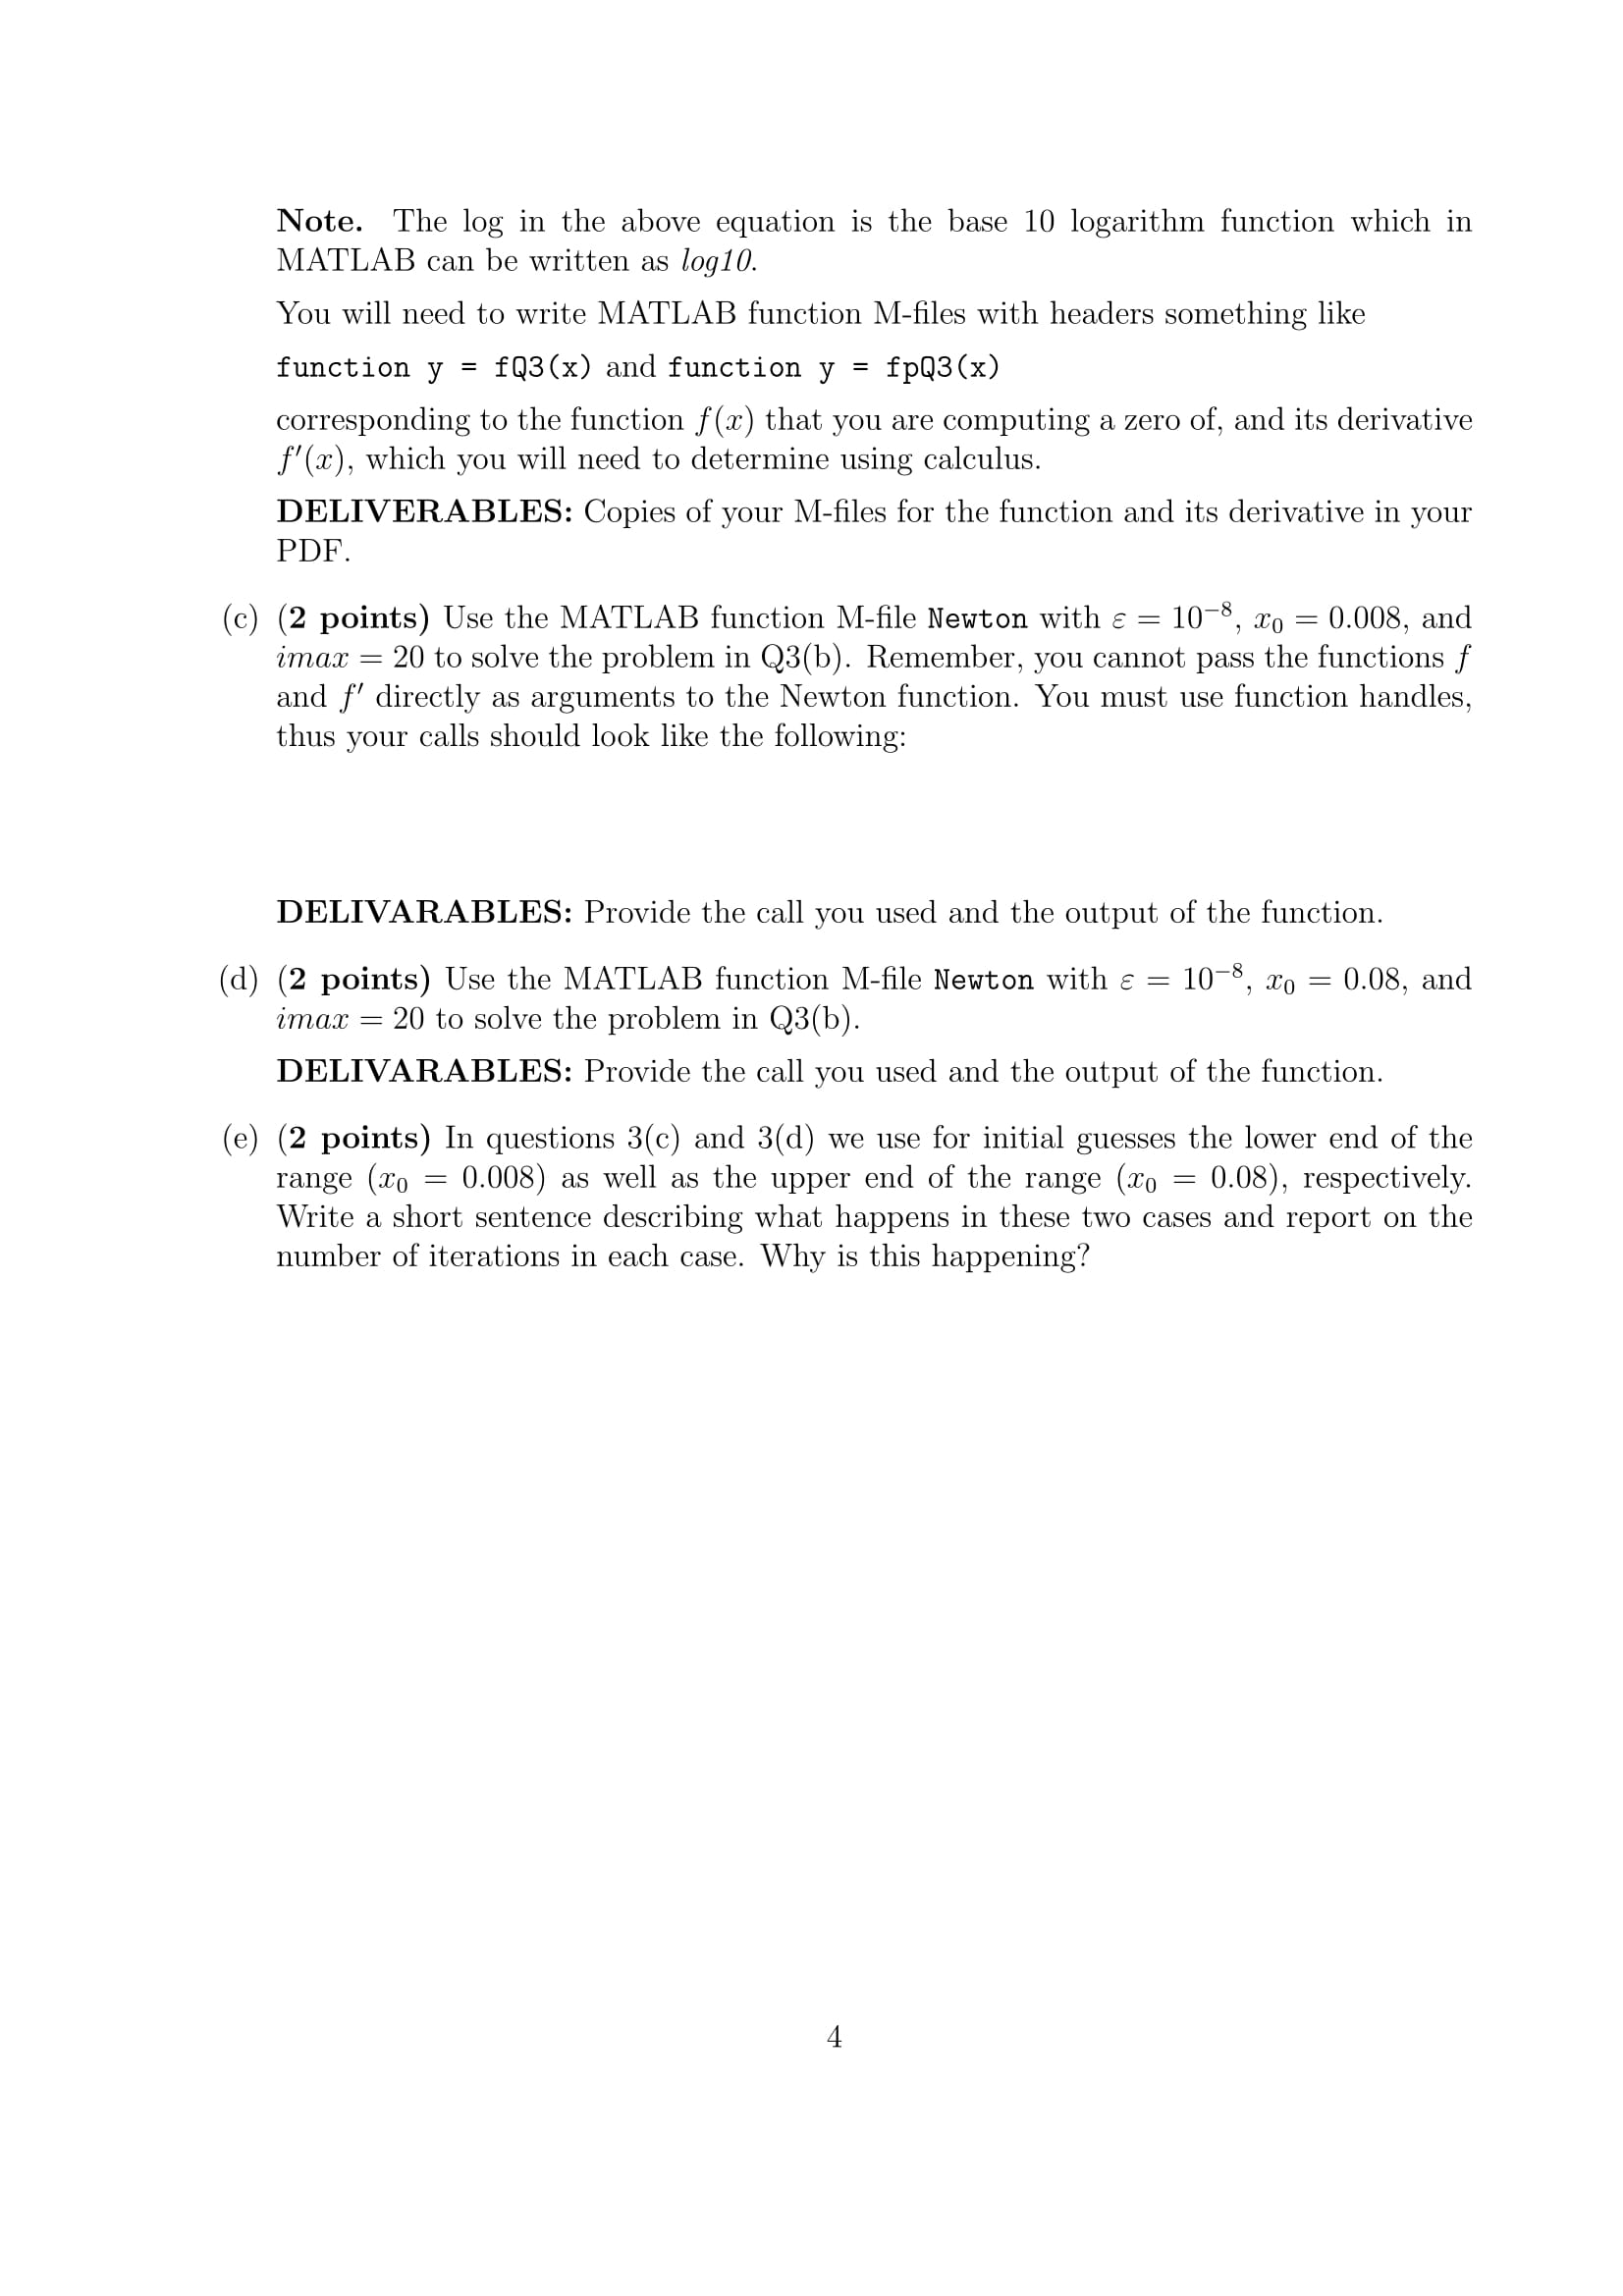 Note. The log in the above equation is the base 10 logarithm function which in
MATLAB can be written as log10.
You will need to write MATLAB function M-files with headers something like
function y = fQ3(x) and function y = fpQ3(x)
corresponding to the function f(x) that you are computing a zero of, and its derivative
f′(x), which you will need to determine using calculus.
DELIVERABLES: Copies of your M-files for the function and its derivative in your
PDF.
(c) (2 points) Use the MATLAB function M-file Newton with ε = 10⁻⁸, x₀ = 0.008, and
imax = 20 to solve the problem in Q3(b). Remember, you cannot pass the functions f
and f′ directly as arguments to the Newton function. You must use function handles,
thus your calls should look like the following:
DELIVARABLES: Provide the call you used and the output of the function.
(d) (2 points) Use the MATLAB function M-file Newton with ε = 10⁻⁸, x₀ = 0.08, and
imax = 20 to solve the problem in Q3(b).
DELIVARABLES: Provide the call you used and the output of the function.
(e) (2 points) In questions 3(c) and 3(d) we use for initial guesses the lower end of the
range (x₀ = 0.008) as well as the upper end of the range (x₀ = 0.08), respectively.
Write a short sentence describing what happens in these two cases and report on the
number of iterations in each case. Why is this happening?
4